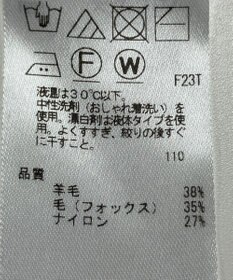 F
W
F23T
液温は30℃以下。
中性洗剤(おしゃれ着洗い)を
使用。漂白剤は液体タイプを使
用。よくすすぎ、絞りの後すぐ
に干すこと。
110
品質
羊毛 38%
毛(フォックス) 35%
ナイロン 27%